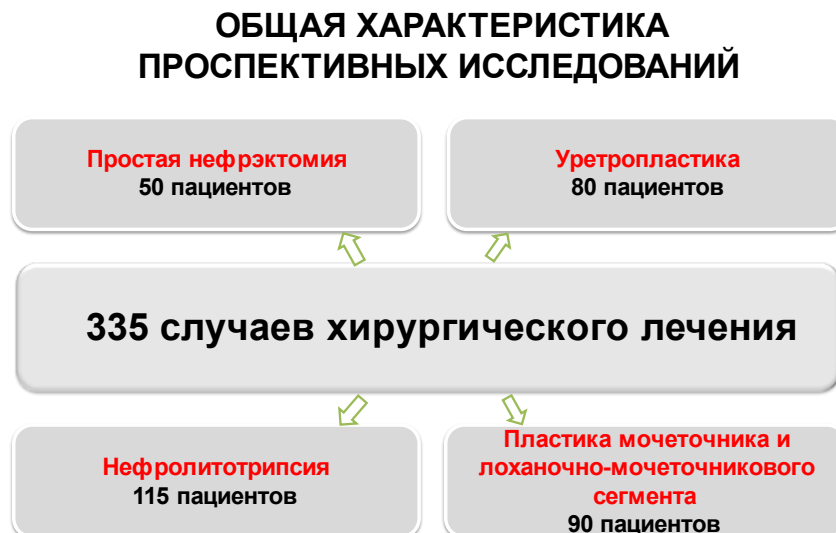 ОБЩАЯ ХАРАКТЕРИСТИКА
ПРОСПЕКТИВНЫХ ИССЛЕДОВАНИЙ
Простая нефрэктомия
50 пациентов
Уретропластика
80 пациентов
335 случаев хирургического лечения
Нефролитотрипсия
115 пациентов
Пластика мочеточника и
лоханочно-мочеточникового
сегмента
90 пациентов